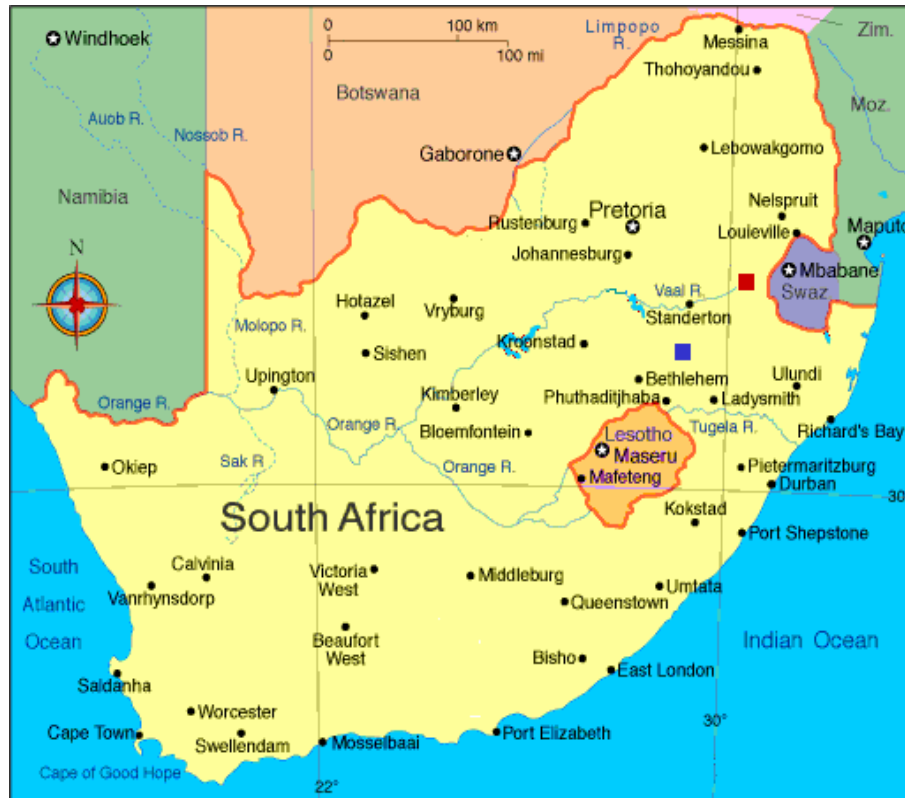 Windhoek
0
100 km
0
100 mi
Limpopo
R.
Messina
Zim.
Thohoyandou
Botswana
Moz.
Auob R.
Nossob R.
Gaborone
Lebowakgomo
Namibia
Nelspruit
Rustenburg
Pretoria
Louieville
Maputo
N
Johannesburg
Mbabane
Swaz
Hotazel
Vryburg
Vaal R.
Standerton
Molopo R.
Sishen
Kroonstad
Upington
Bethlehem
Ulundi
Kimberley
Phuthaditjhaba
Ladysmith
Orange R.
Orange R.
Bloemfontein
Tugela R.
Richard's Bay
Lesotho
Maseru
Okiep
Sak R
Orange R.
Mafeteng
Pietermaritzburg
Durban
30
South Africa
Kokstad
Port Shepstone
South
Atlantic
Ocean
Calvinia
Vanrhynsdorp
Victoria
West
Middleburg
Umtata
Queenstown
Beaufort
West
Indian Ocean
Bisho
East London
Saldanha
Worcester
30°
Cape Town
Swellendam
Mosselbaai
Port Elizabeth
Cape of Good Hope
22°